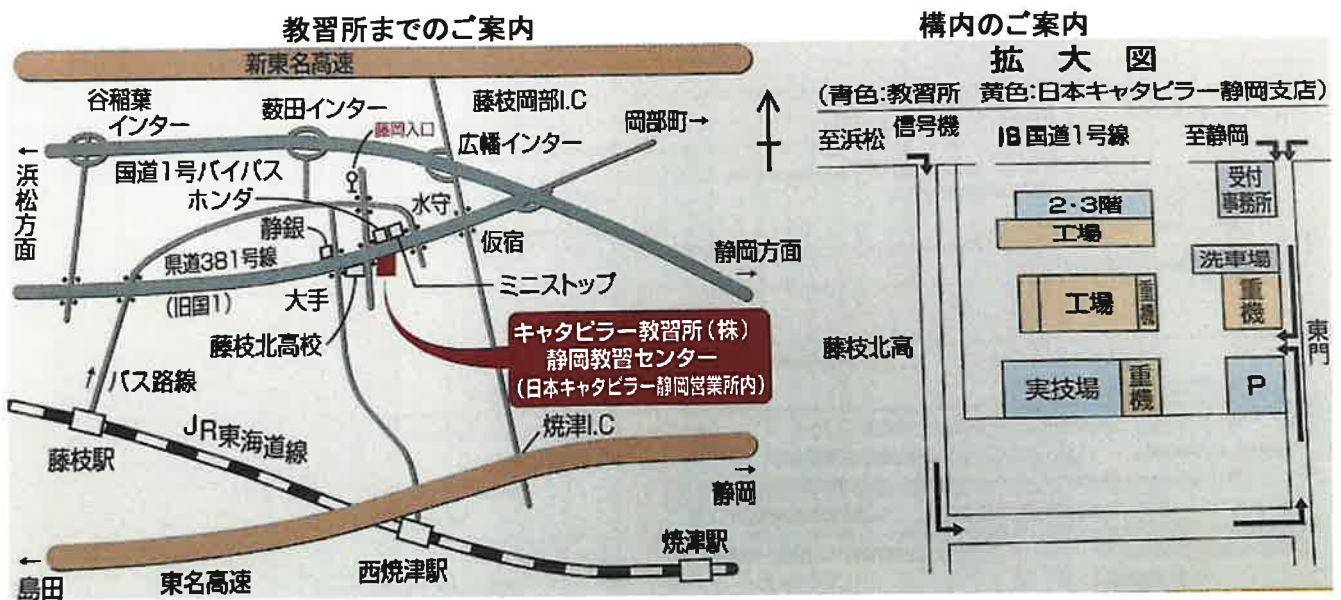 教習所までのご案内
新東名高速
谷稲葉
インター
薮田インター
藤岡入口
藤枝岡部I.C
岡部町→
広幡インター
←
浜松方面
国道1号バイパス
ホンダ
水守
静銀
仮宿
県道381号線
(旧国1)
大手
ミニストップ
静岡方面
→
藤枝北高校
キャタピラー教習所(株)
静岡教習センター
(日本キャタピラー静岡営業所内)
バス路線
JR東海道線
藤枝駅
焼津I.C
→
静岡
←
島田
東名高速
西焼津駅
焼津駅
構内のご案内
拡大図
(青色:教習所 黄色:日本キャタピラー静岡支店)
至浜松
信号機
旧国道1号線
至静岡
受付
事務所
2・3階
工場
洗車場
工場
重機
重機
東門
藤枝北高
実技場
重機
P